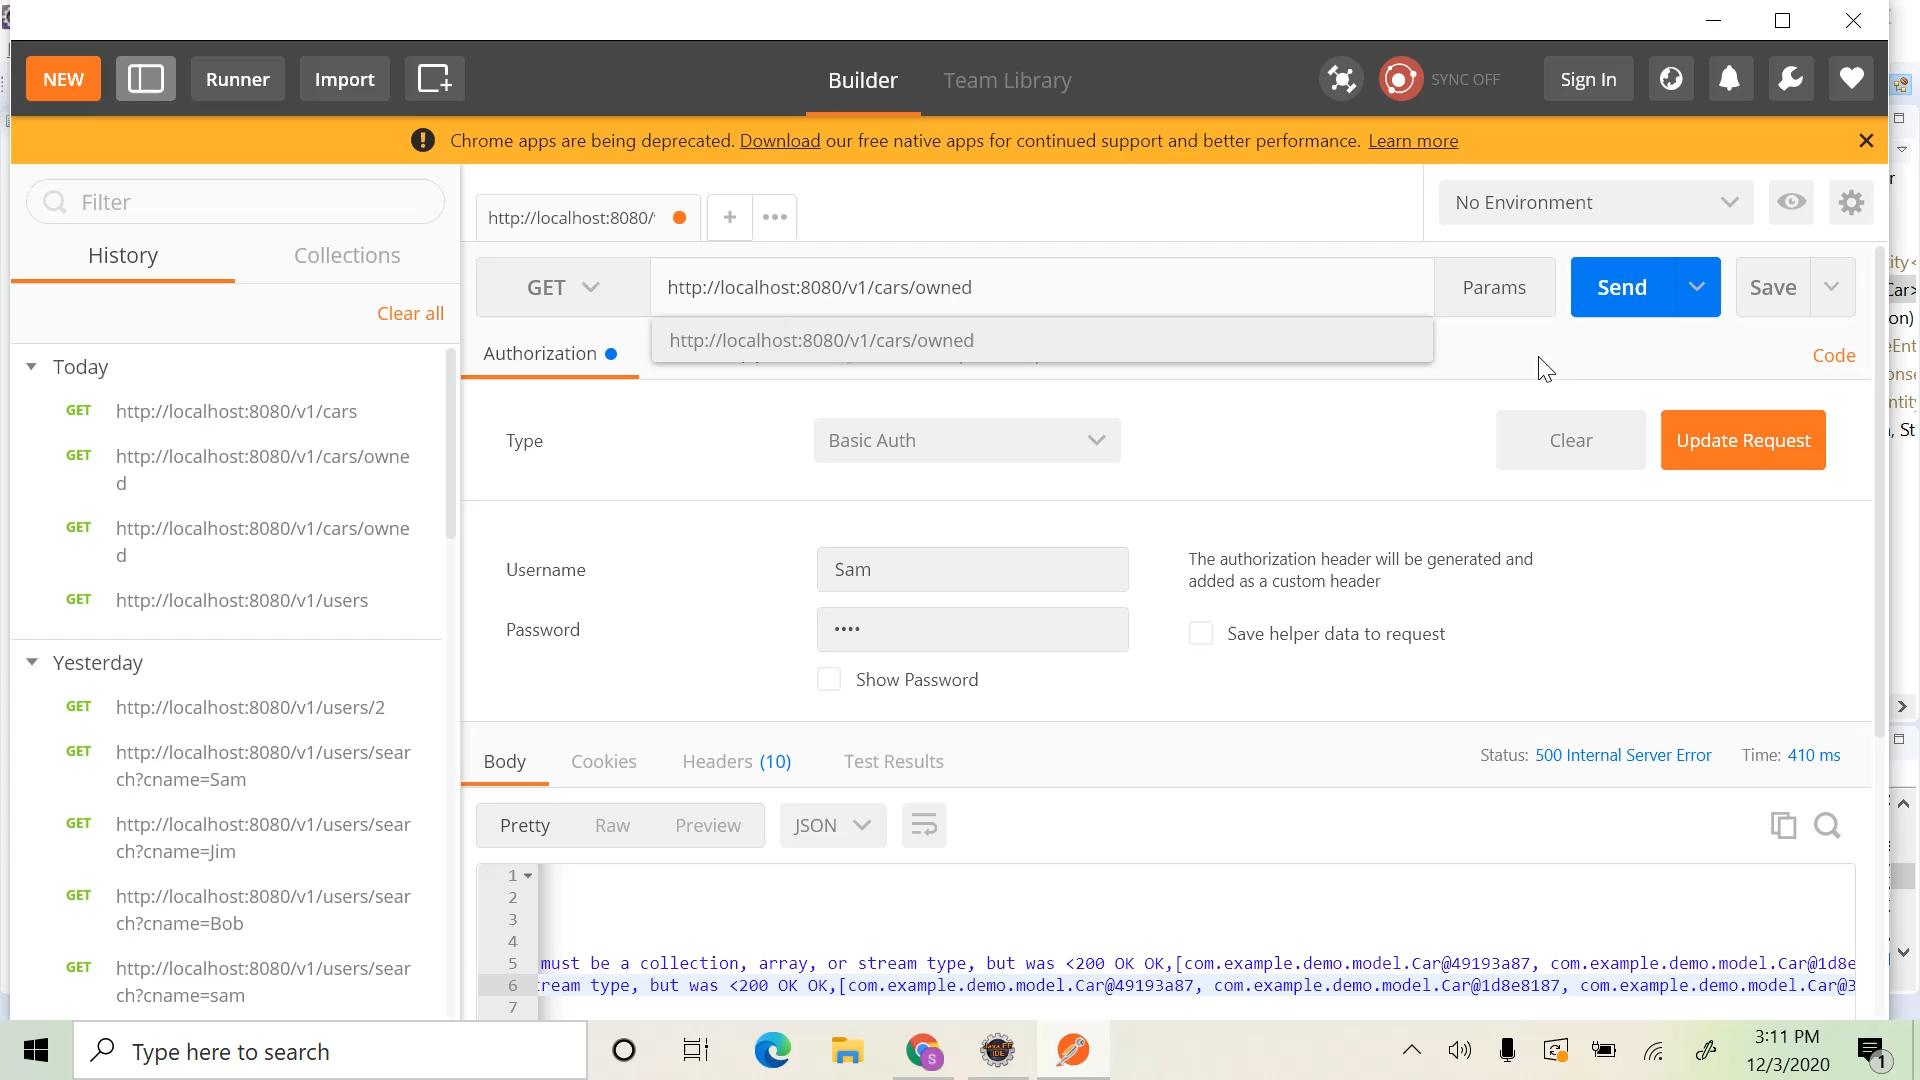 NEW
Runner
Import
Builder
Team Library
SYNC OFF
Sign In
Chrome apps are being deprecated. Download our free native apps for continued support and better performance. Learn more
Filter
History
Collections
Clear all
Today
GET http://localhost:8080/v1/cars
GET http://localhost:8080/v1/cars/owne
d
GET http://localhost:8080/v1/cars/owne
d
GET http://localhost:8080/v1/users
Yesterday
GET http://localhost:8080/v1/users/2
GET http://localhost:8080/v1/users/sear
ch?cname=Sam
GET http://localhost:8080/v1/users/sear
ch?cname=Jim
GET http://localhost:8080/v1/users/sear
ch?cname=Bob
GET http://localhost:8080/v1/users/sear
ch?cname=sam
http://localhost:8080/
No Environment
GET
http://localhost:8080/v1/cars/owned
Params
Send
Save
http://localhost:8080/v1/cars/owned
Authorization
Code
Type
Basic Auth
Clear
Update Request
Username
Sam
The authorization header will be generated and
added as a custom header
Password
••••
Save helper data to request
Show Password
Body
Cookies
Headers (10)
Test Results
Status: 500 Internal Server Error
Time: 410 ms
Pretty
Raw
Preview
JSON
1
2
3
4
5 must be a collection, array, or stream type, but was <200 OK OK,[com.example.demo.model.Car@49193a87, com.example.demo.model.Car@1d8e
6 tream type, but was <200 OK OK,[com.example.demo.model.Car@49193a87, com.example.demo.model.Car@1d8e8187, com.example.demo.model.Car@3
7
Type here to search
3:11 PM
12/3/2020
1
ity<
Car>
on)
eEnt
onse
ntity
, St